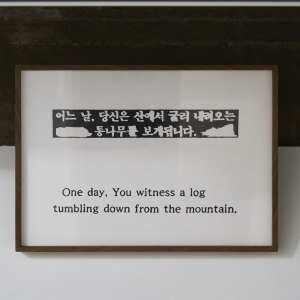 어느 날, 당신은 산에서 굴러 내려오는
통나무를 보게됩니다.
One day, You witness a log
tumbling down from the mountain.